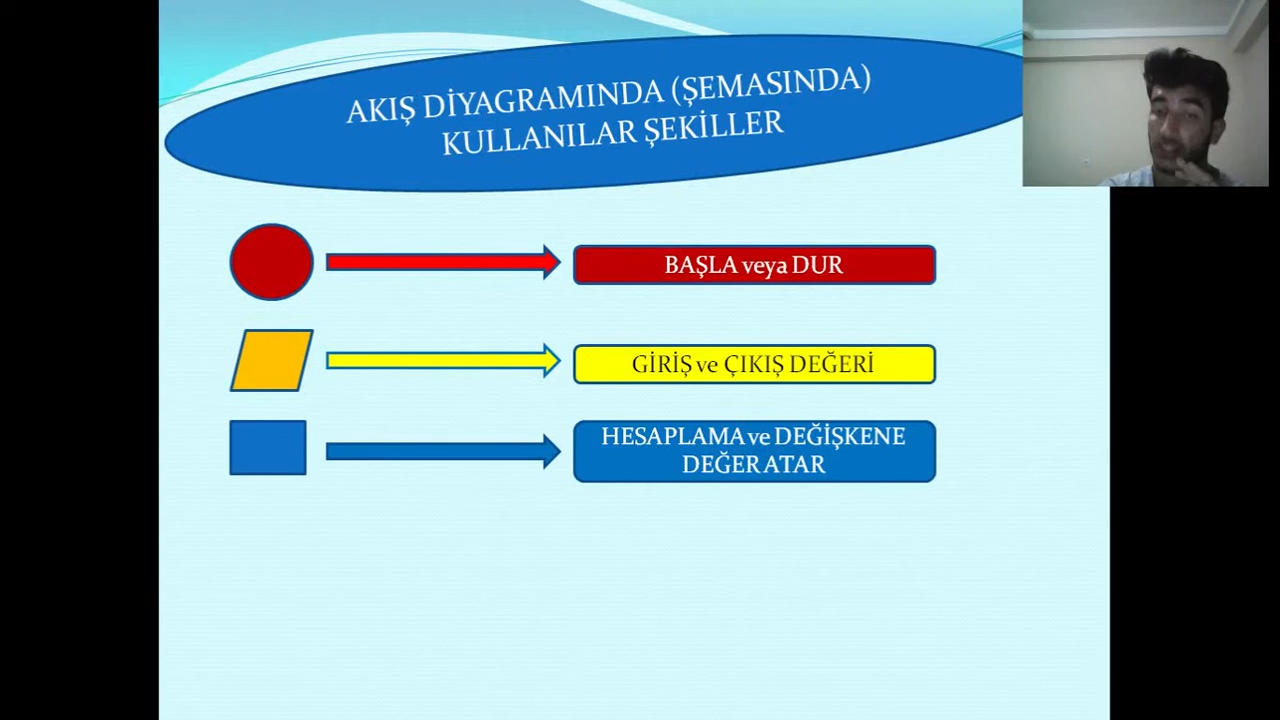 AKIŞ DİYAGRAMINDA (ŞEMASINDA)
KULLANILAR ŞEKİLLER
BAŞLA veya DUR
GİRİŞ ve ÇIKIŞ DEĞERİ
HESAPLAMA ve DEĞİŞKENE
DEĞER ATAR